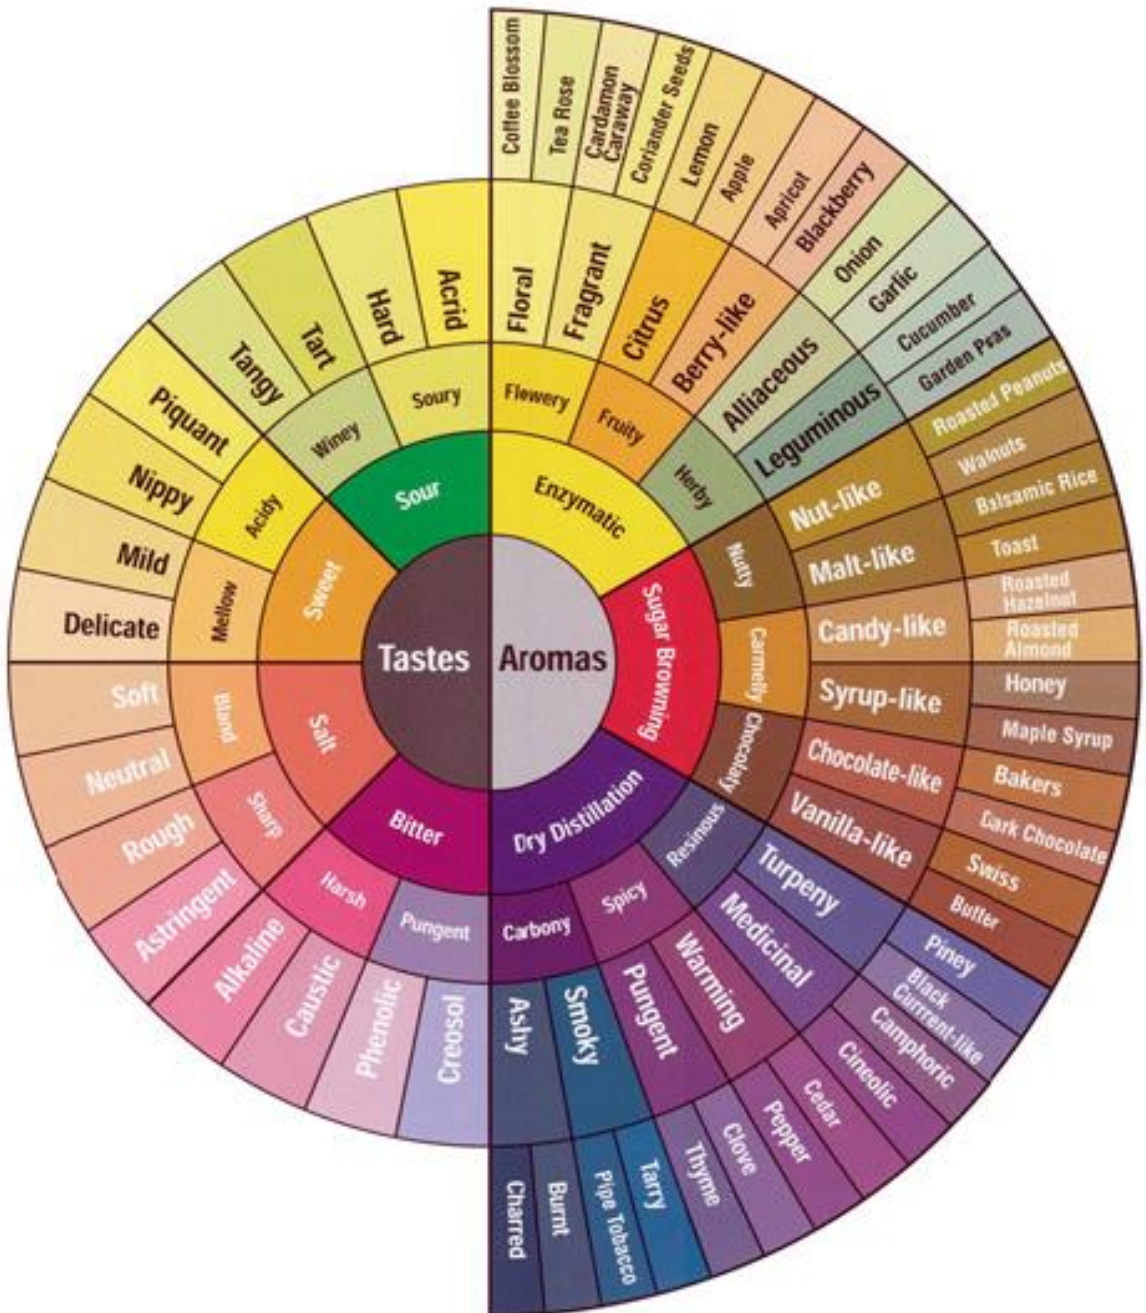 Tastes
Aromas
Sour
Sweet
Salt
Bitter
Enzymatic
Sugar Browning
Dry Distillation
Soury
Winey
Acidy
Mellow
Bland
Sharp
Harsh
Pungent
Acrid
Hard
Tart
Tangy
Piquant
Nippy
Mild
Delicate
Soft
Neutral
Rough
Astringent
Alkaline
Caustic
Phenolic
Creosol
Flowery
Fruity
Herby
Nutty
Carmelly
Chocolaty
Resinous
Spicy
Carbony
Floral
Fragrant
Citrus
Berry-like
Alliaceous
Leguminous
Nut-like
Malt-like
Candy-like
Syrup-like
Chocolate-like
Vanilla-like
Turpeny
Medicinal
Warming
Pungent
Smoky
Ashy
Coffee Blossom
Tea Rose
Cardamon
Caraway
Coriander Seeds
Lemon
Apple
Apricot
Blackberry
Onion
Garlic
Cucumber
Garden Peas
Roasted Peanuts
Walnuts
Balsamic Rice
Toast
Roasted
Hazelnut
Roasted
Almond
Honey
Maple Syrup
Bakers
Dark Chocolate
Swiss
Butter
Piney
Black
Currrent-like
Camphoric
Cineolic
Cedar
Pepper
Clove
Thyme
Tarry
Pipe Tobacco
Burnt
Charred